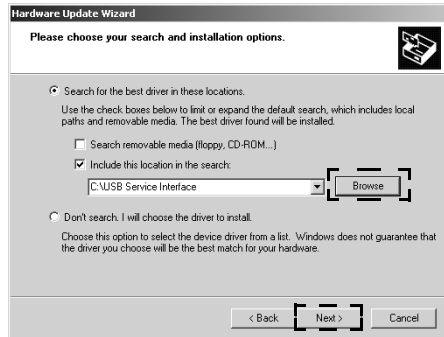 Hardware Update Wizard
Please choose your search and installation options.
Search for the best driver in these locations.
Use the check boxes below to limit or expand the default search, which includes local
paths and removable media. The best driver found will be installed.
Search removable media (floppy, CD-ROM...)
Include this location in the search:
C:\USB Service Interface
Browse
Don't search. I will choose the driver to install.
Choose this option to select the device driver from a list. Windows does not guarantee that
the driver you choose will be the best match for your hardware.
< Back Next > Cancel